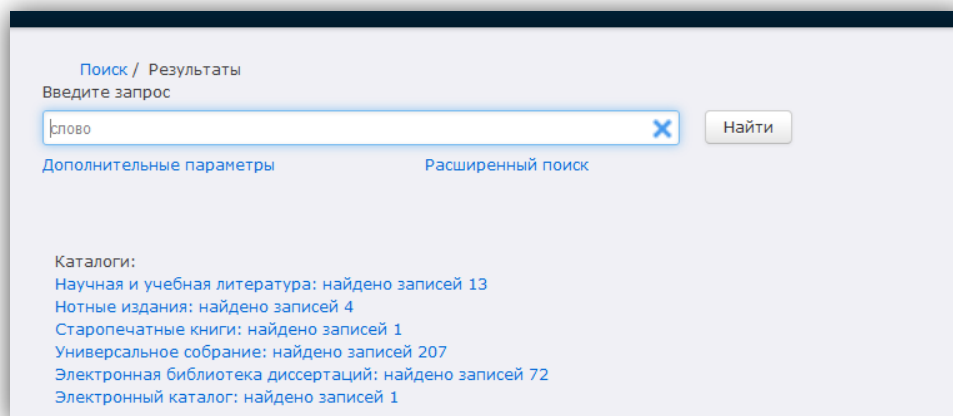 Поиск / Результаты
Введите запрос
слово
Найти
Дополнительные параметры Расширенный поиск
Каталоги:
Научная и учебная литература: найдено записей 13
Нотные издания: найдено записей 4
Старопечатные книги: найдено записей 1
Универсальное собрание: найдено записей 207
Электронная библиотека диссертаций: найдено записей 72
Электронный каталог: найдено записей 1